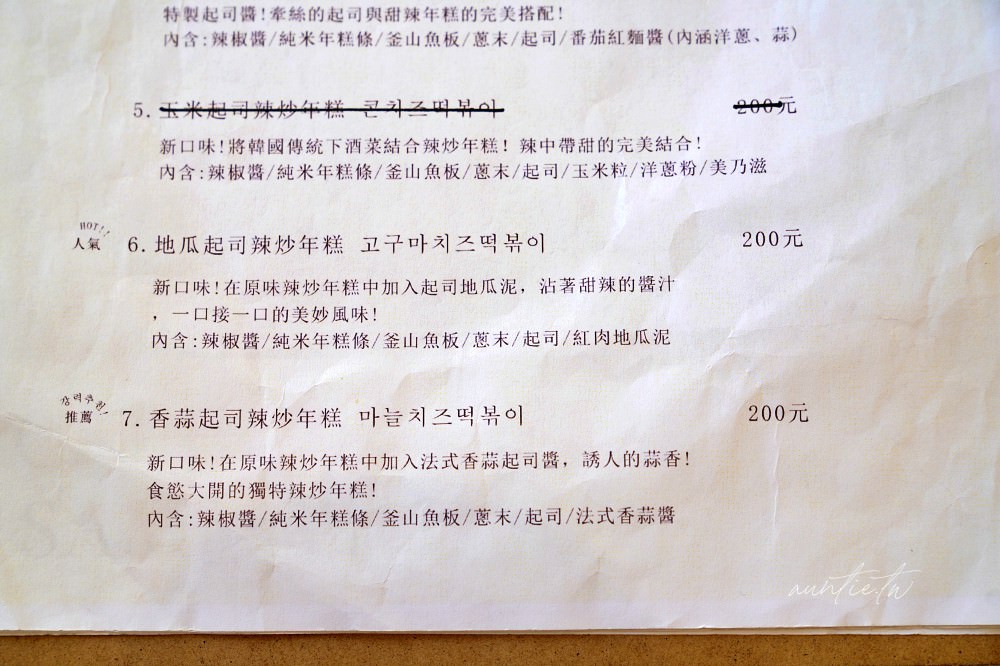 特製起司醬!牽絲的起司與甜辣年糕的完美搭配!
內含:辣椒醬/純米年糕條/釜山魚板/蔥末/起司/番茄紅麵醬(內涵洋蔥、蒜)
5. 玉米起司辣炒年糕 콘치즈떡볶이 200元
新口味!將韓國傳統下酒菜結合辣炒年糕! 辣中帶甜的完美結合!
內含:辣椒醬/純米年糕條/釜山魚板/蔥末/起司/玉米粒/洋蔥粉/美乃滋
HOT!!
人氣 6. 地瓜起司辣炒年糕 고구마치즈떡볶이 200元
新口味!在原味辣炒年糕中加入起司地瓜泥, 沾著甜辣的醬汁
, 一口接一口的美妙風味!
內含:辣椒醬/純米年糕條/釜山魚板/蔥末/起司/紅肉地瓜泥
강력추천!
推薦 7. 香蒜起司辣炒年糕 마늘치즈떡볶이 200元
新口味!在原味辣炒年糕中加入法式香蒜起司醬, 誘人的蒜香!
食慾大開的獨特辣炒年糕!
內含:辣椒醬/純米年糕條/釜山魚板/蔥末/起司/法式香蒜醬
auntie.tw